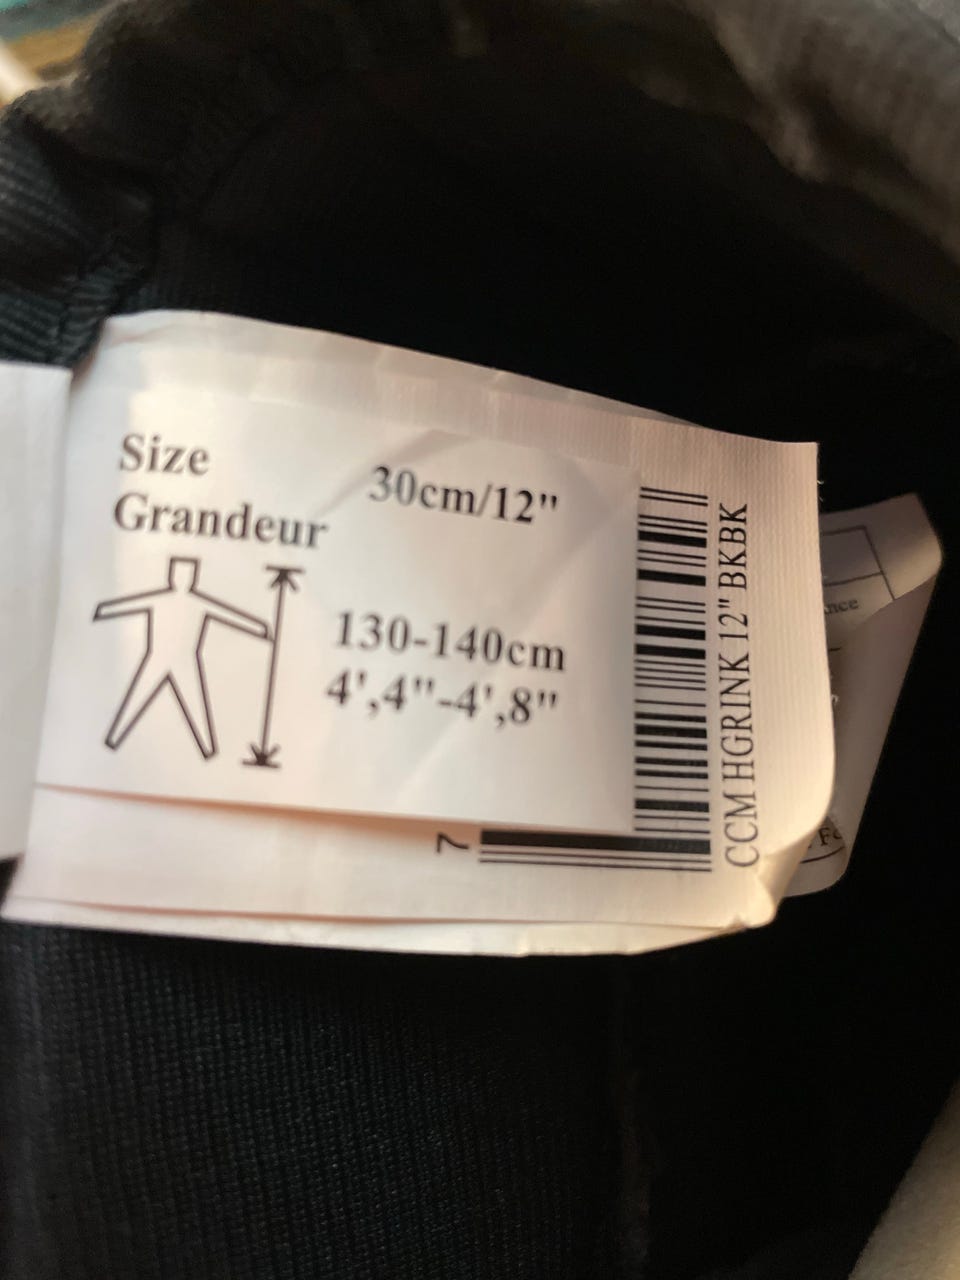 Size
Grandeur
30cm/12"
130-140cm
4',4"-4',8"
CCM HGRINK 12" BKBK
7